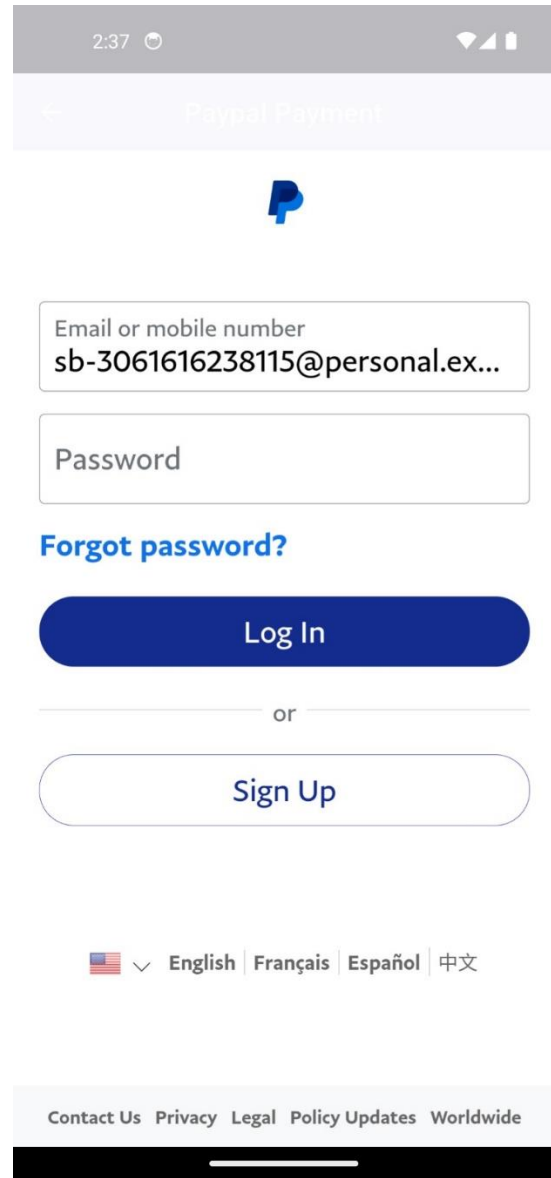 2:37
Paypal Payment
Email or mobile number
sb-3061616238115@personal.ex...
Password
Forgot password?
Log In
or
Sign Up
English Français Español 中文
Contact Us Privacy Legal Policy Updates Worldwide